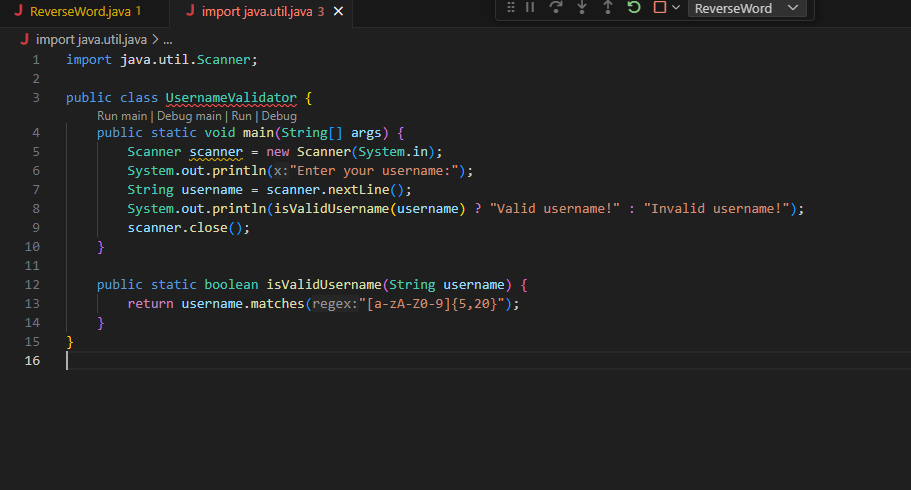 ReverseWord.java 1
import java.util.java 3
ReverseWord
import java.util.java > ...
1 import java.util.Scanner;
2
3 public class UsernameValidator {
Run main | Debug main | Run | Debug
4 public static void main(String[] args) {
5 Scanner scanner = new Scanner(System.in);
6 System.out.println(x:"Enter your username:");
7 String username = scanner.nextLine();
8 System.out.println(isValidUsername(username) ? "Valid username!" : "Invalid username!");
9 scanner.close();
10 }
11
12 public static boolean isValidUsername(String username) {
13 return username.matches(regex:"[a-zA-Z0-9]{5,20}");
14 }
15 }
16